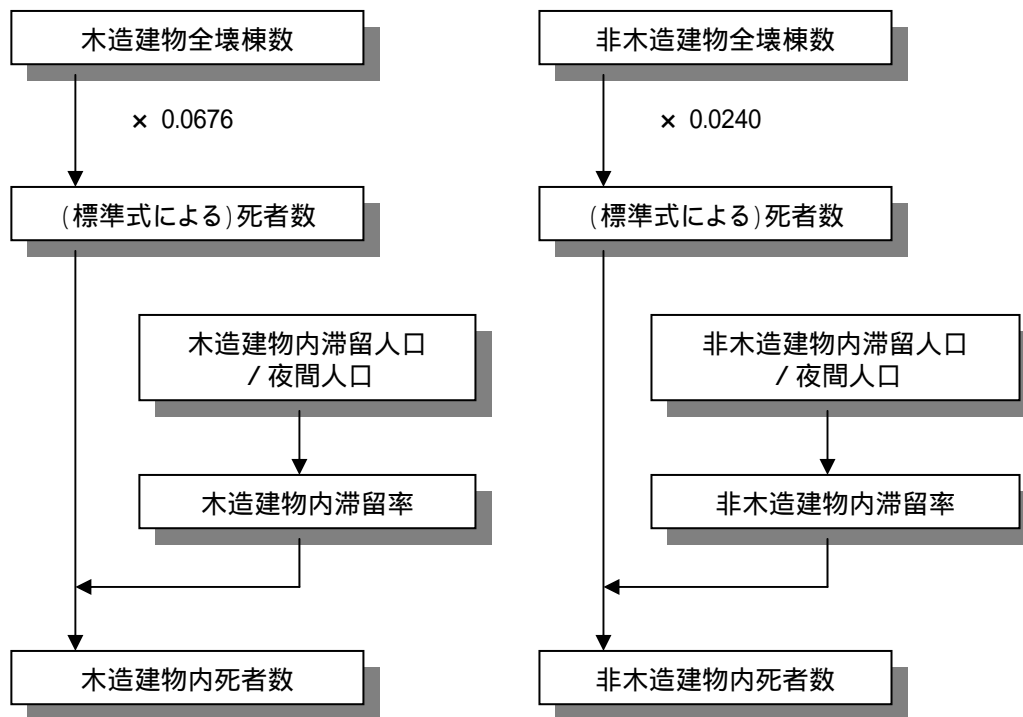 木造建物全壊棟数
× 0.0676
(標準式による)死者数
木造建物内滞留人口
/ 夜間人口
木造建物内滞留率
木造建物内死者数
非木造建物全壊棟数
× 0.0240
(標準式による)死者数
非木造建物内滞留人口
/ 夜間人口
非木造建物内滞留率
非木造建物内死者数